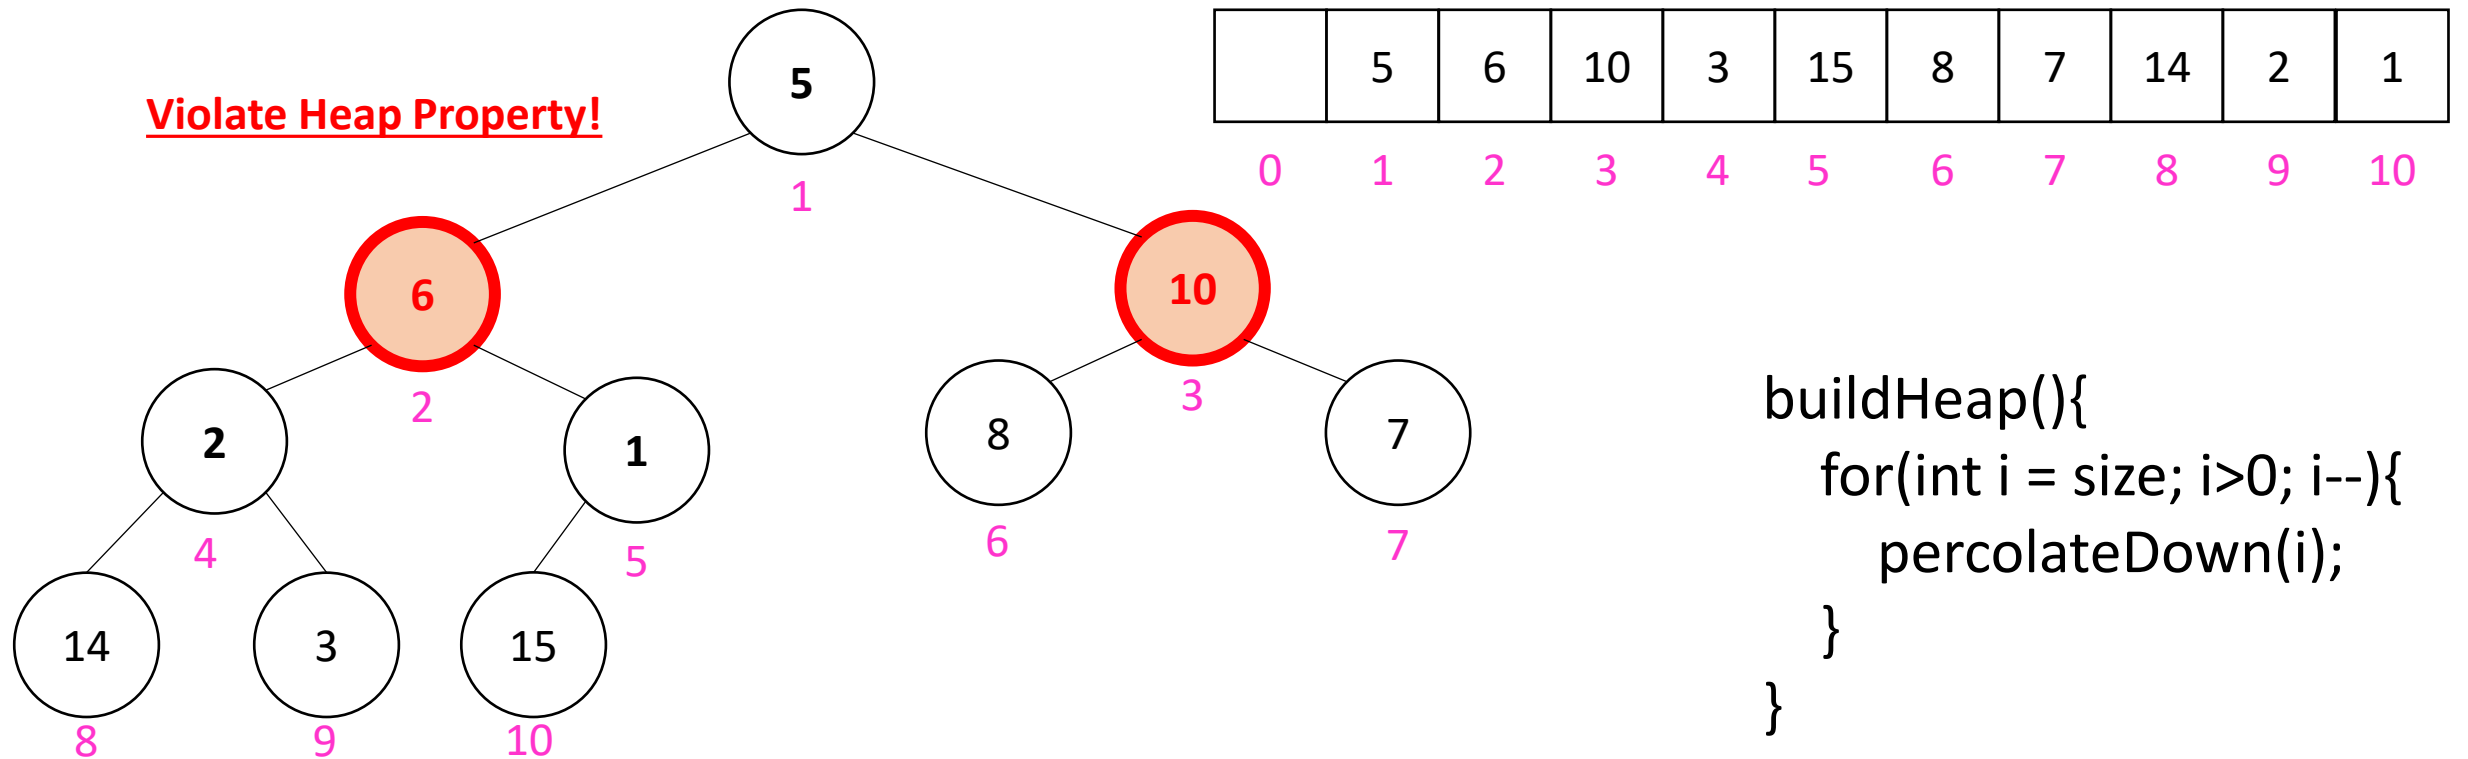 Violate Heap Property!
5 6 10 3 15 8 7 14 2 1
0 1 2 3 4 5 6 7 8 9 10
5
1
6 10
2 3
2 1 8 7
4 5 6 7
14 3 15
8 9 10
buildHeap(){
for(int i = size; i>0; i--){
percolateDown(i);
}
}